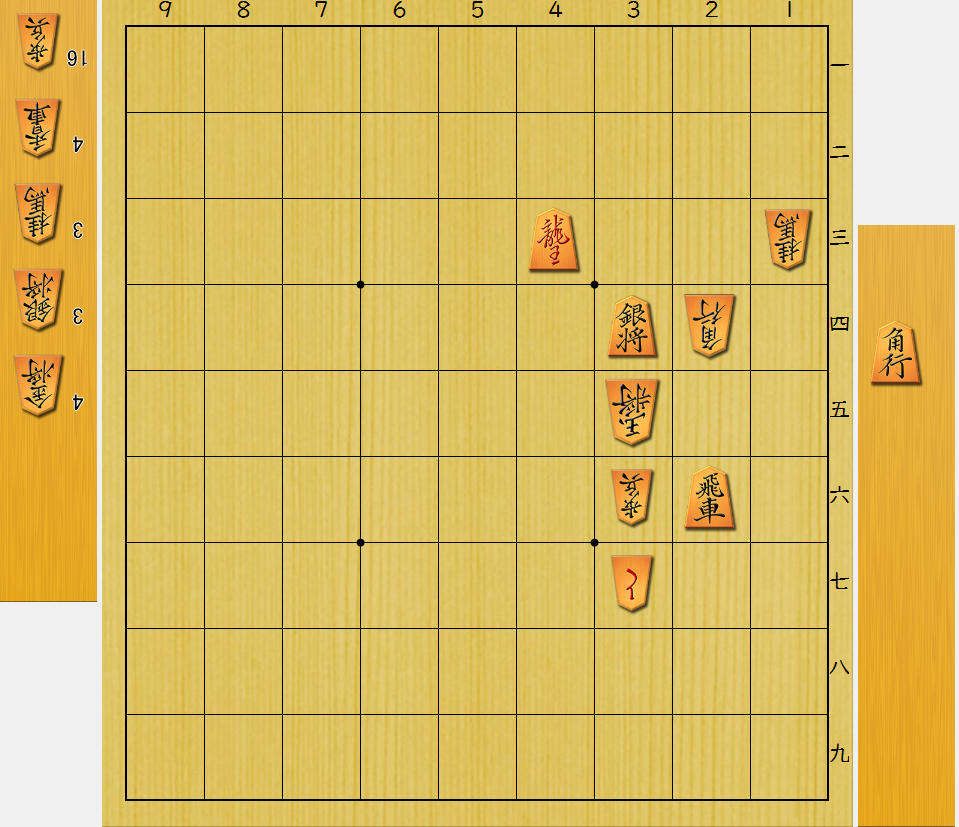 9 8 7 6 5 4 3 2 1
歩兵 16
香車 4
桂馬 3
銀将 3
金将 4
一
二
龍王 桂馬 三
銀将 角行 四
角行
玉将 五
歩兵 飛車 六
と 七
八
九